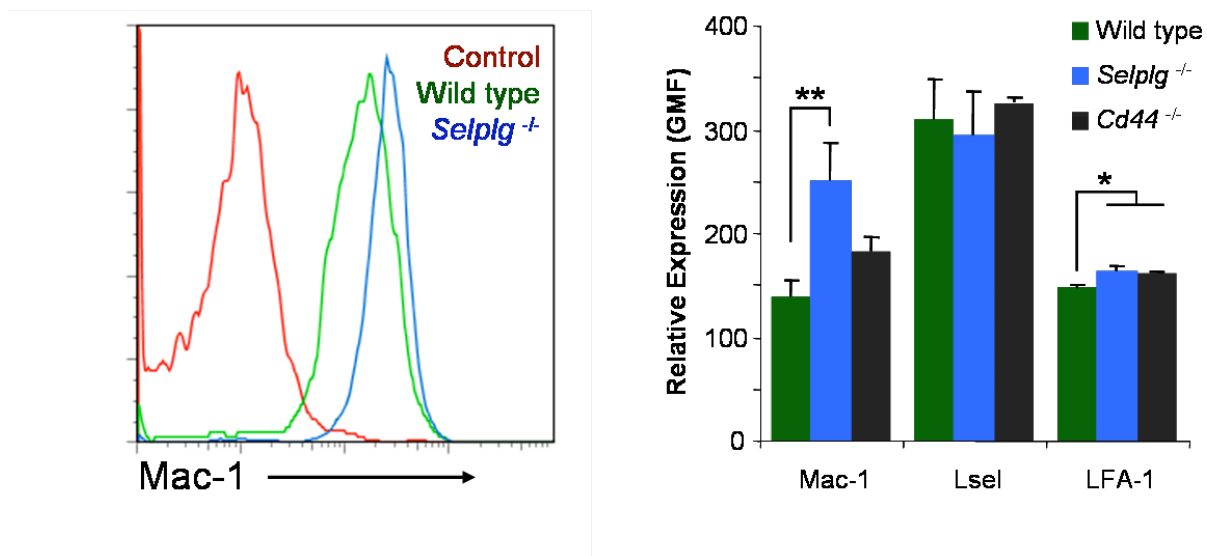 Control
Wild type
Selplg -/-
Mac-1
Relative Expression (GMF)
400
300
200
100
0
**
*
Wild type
Selplg -/-
Cd44 -/-
Mac-1
Lsel
LFA-1